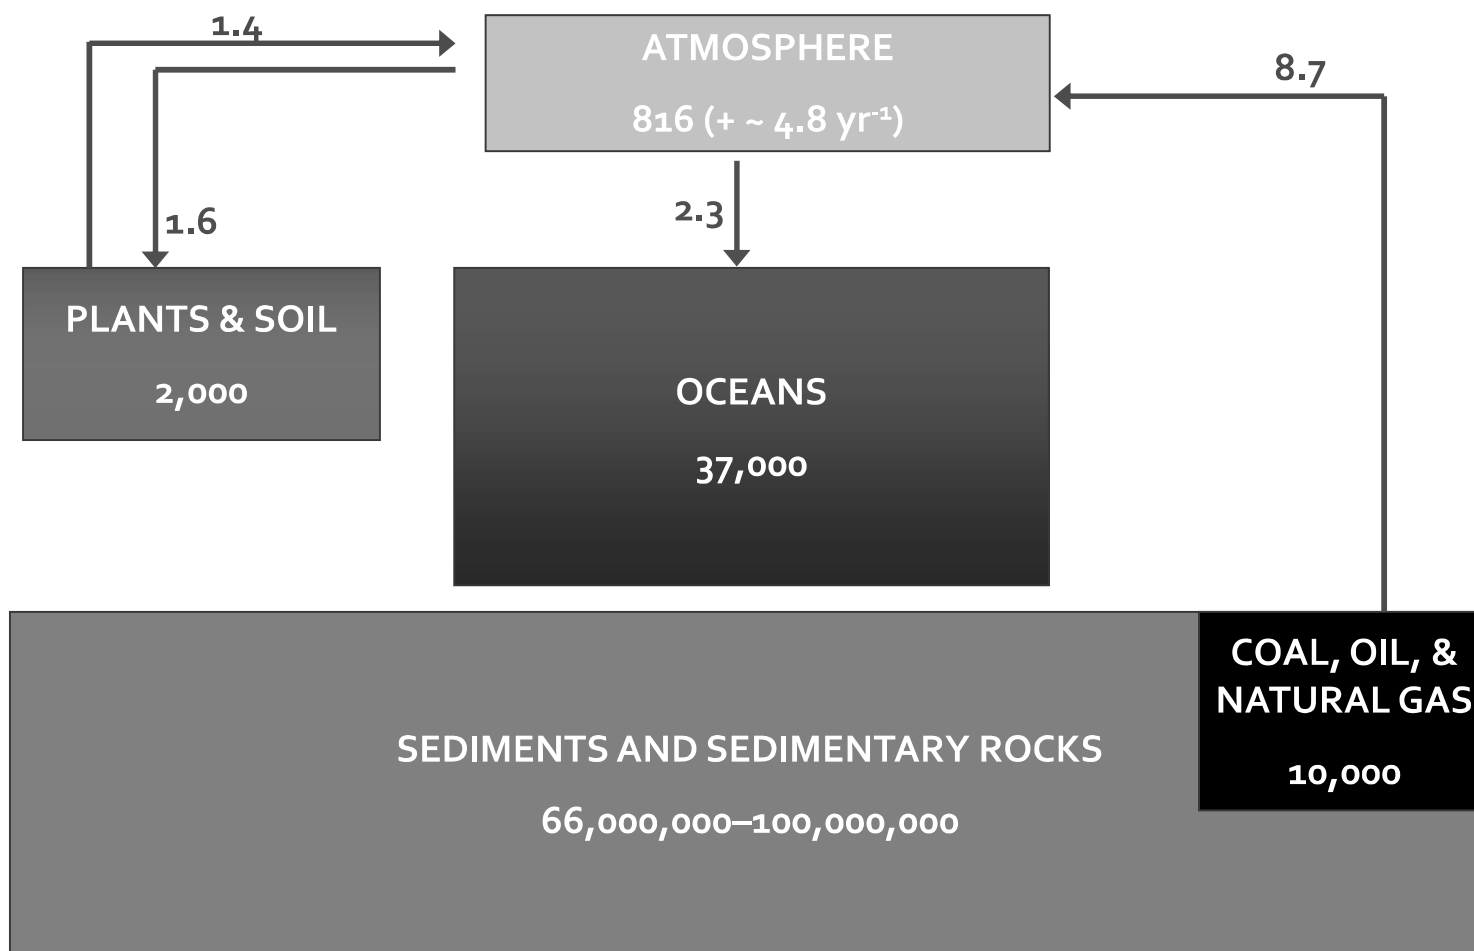 1.4
ATMOSPHERE
816 (+ ~ 4.8 yr⁻¹)
8.7
1.6
2.3
PLANTS & SOIL
2,000
OCEANS
37,000
COAL, OIL, &
NATURAL GAS
10,000
SEDIMENTS AND SEDIMENTARY ROCKS
66,000,000–100,000,000